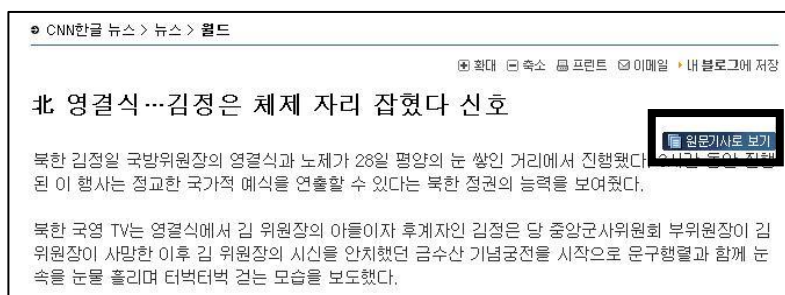 CNN한글 뉴스 > 뉴스 > 월드
확대 축소 프린트 이메일 내 블로그에 저장
北 영결식…김정은 체제 자리 잡혔다 신호
원문기사로 보기
북한 김정일 국방위원장의 영결식과 노제가 28일 평양의 눈 쌓인 거리에서 진행됐다. 3시간 동안 진행
된 이 행사는 정교한 국가적 예식을 연출할 수 있다는 북한 정권의 능력을 보여줬다.
북한 국영 TV는 영결식에서 김 위원장의 아들이자 후계자인 김정은 당 중앙군사위원회 부위원장이 김
위원장이 사망한 이후 김 위원장의 시신을 안치했던 금수산 기념궁전을 시작으로 운구행렬과 함께 눈
속을 눈물 흘리며 터벅터벅 걷는 모습을 보도했다.